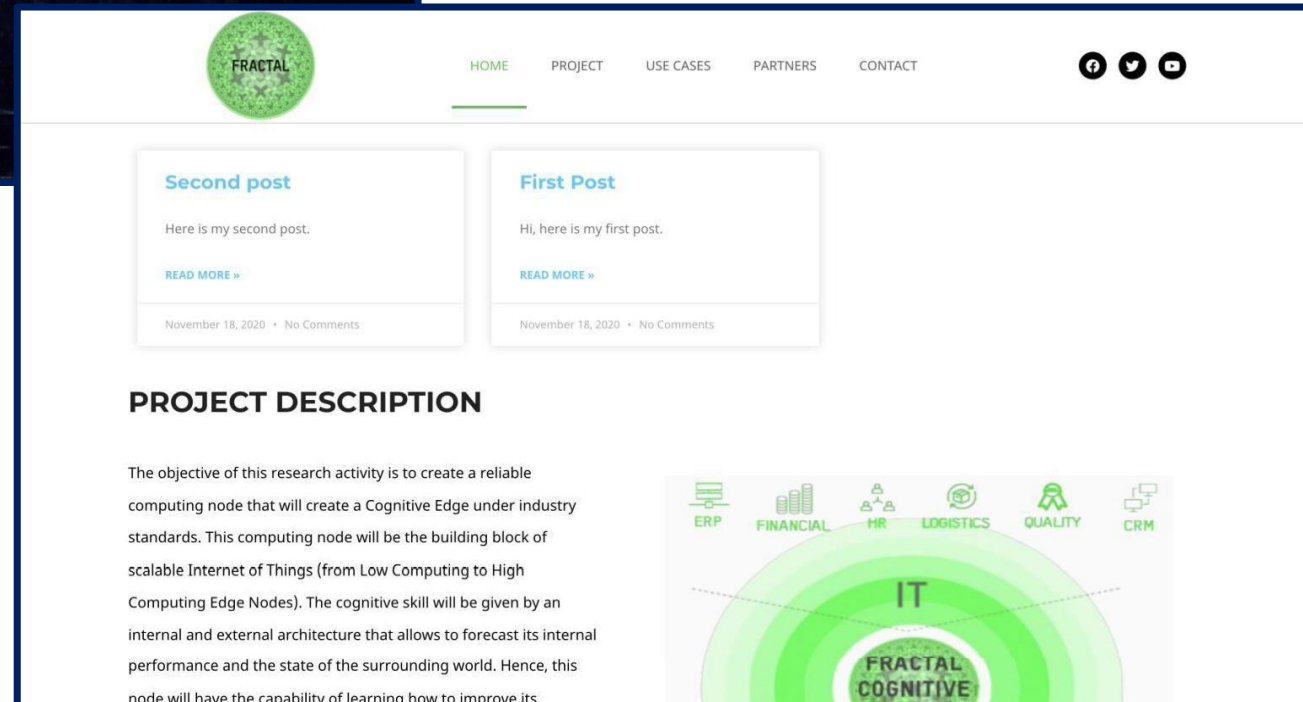 FRACTAL
HOME PROJECT USE CASES PARTNERS CONTACT
Second post
Here is my second post.
READ MORE »
November 18, 2020 • No Comments
First Post
Hi, here is my first post.
READ MORE »
November 18, 2020 • No Comments
PROJECT DESCRIPTION
The objective of this research activity is to create a reliable
computing node that will create a Cognitive Edge under industry
standards. This computing node will be the building block of
scalable Internet of Things (from Low Computing to High
Computing Edge Nodes). The cognitive skill will be given by an
internal and external architecture that allows to forecast its internal
performance and the state of the surrounding world. Hence, this
node will have the capability of learning how to improve its
ERP FINANCIAL HR LOGISTICS QUALITY CRM
IT
FRACTAL
COGNITIVE